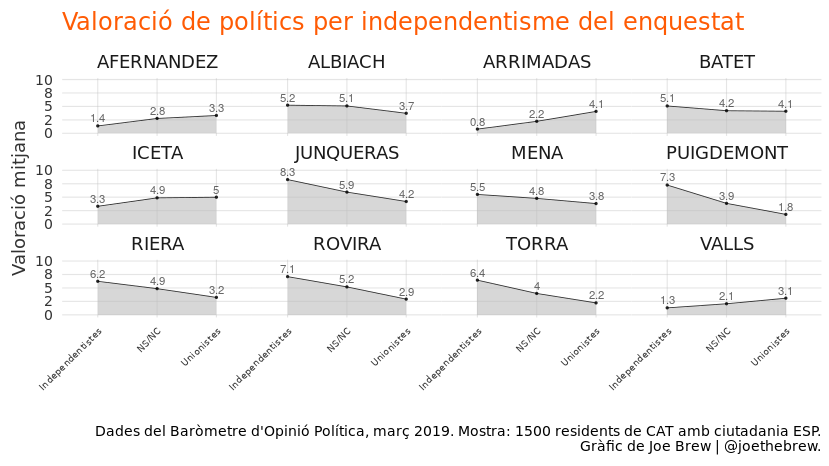 Valoració de polítics per independentisme del enquestat
AFERNANDEZ ALBIACH ARRIMADAS BATET
10
8
5
2
0
1.4 2.8 3.3 5.2 5.1 3.7 0.8 2.2 4.1 5.1 4.2 4.1
ICETA JUNQUERAS MENA PUIGDEMONT
10
8
5
2
0
3.3 4.9 5 8.3 5.9 4.2 5.5 4.8 3.8 7.3 3.9 1.8
RIERA ROVIRA TORRA VALLS
10
8
5
2
0
6.2 4.9 3.2 7.1 5.2 2.9 6.4 4 2.2 1.3 2.1 3.1
Valoració mitjana
Independentistes NS/NC Unionistes Independentistes NS/NC Unionistes Independentistes NS/NC Unionistes Independentistes NS/NC Unionistes
Dades del Baròmetre d'Opinió Política, març 2019. Mostra: 1500 residents de CAT amb ciutadania ESP.
Gràfic de Joe Brew | @joethebrew.